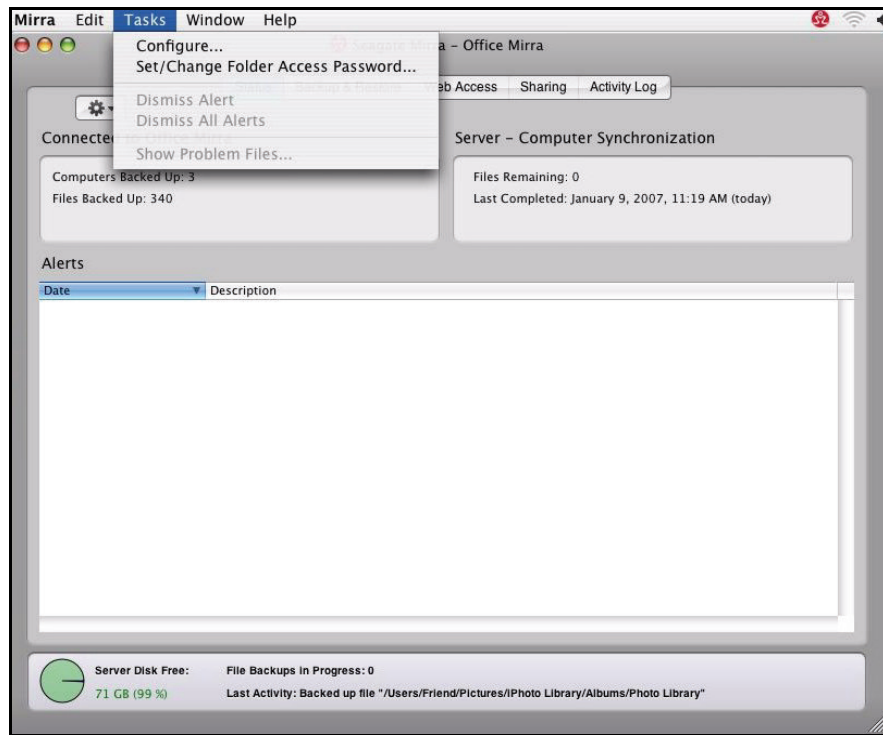 Mirra Edit Tasks Window Help
Configure...
Set/Change Folder Access Password...
Dismiss Alert
Dismiss All Alerts
Show Problem Files...
– Office Mirra
Web Access Sharing Activity Log
Connected
Server – Computer Synchronization
Computers Backed Up: 3
Files Backed Up: 340
Files Remaining: 0
Last Completed: January 9, 2007, 11:19 AM (today)
Alerts
Date Description
Server Disk Free:
71 GB (99 %)
File Backups in Progress: 0
Last Activity: Backed up file "/Users/Friend/Pictures/iPhoto Library/Albums/Photo Library"